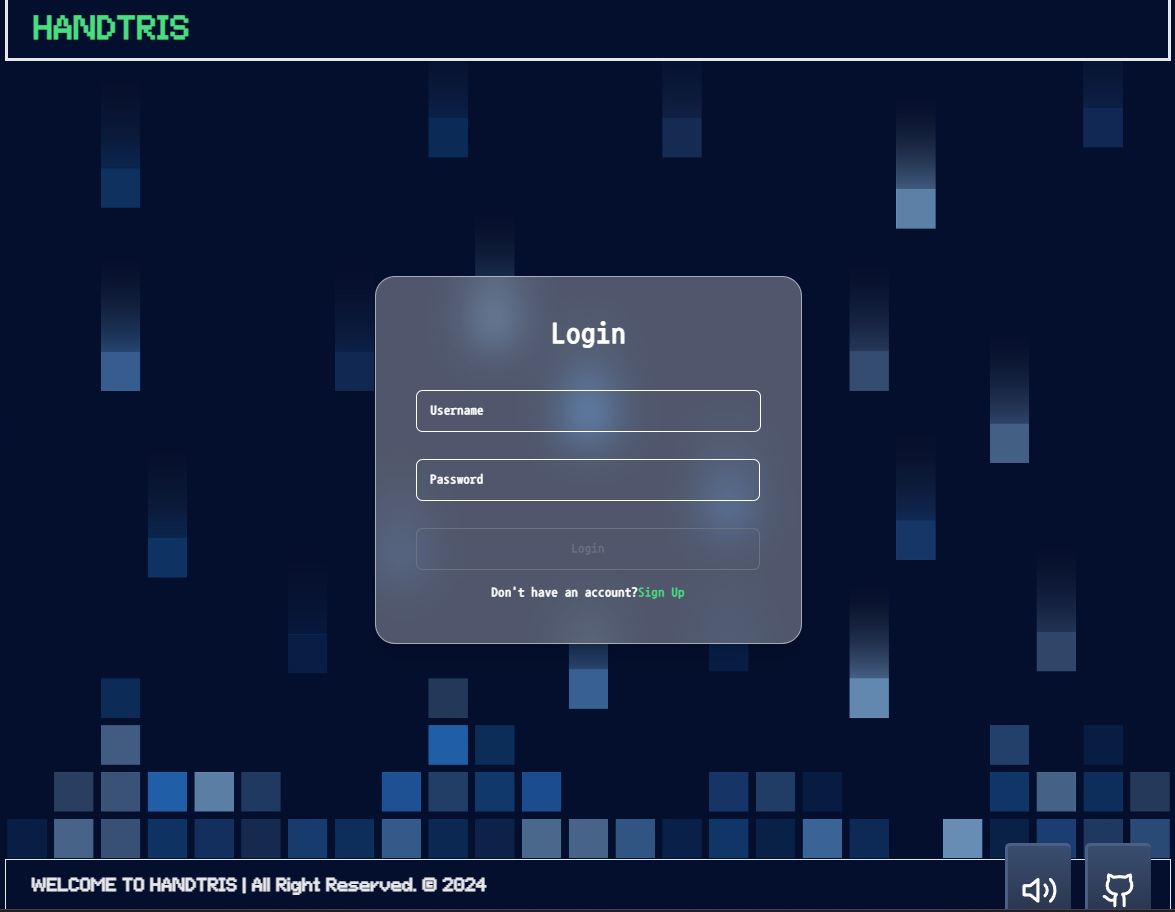 HANDTRIS
Login
Username
Password
Login
Don't have an account?Sign Up
WELCOME TO HANDTRIS | All Right Reserved. © 2024